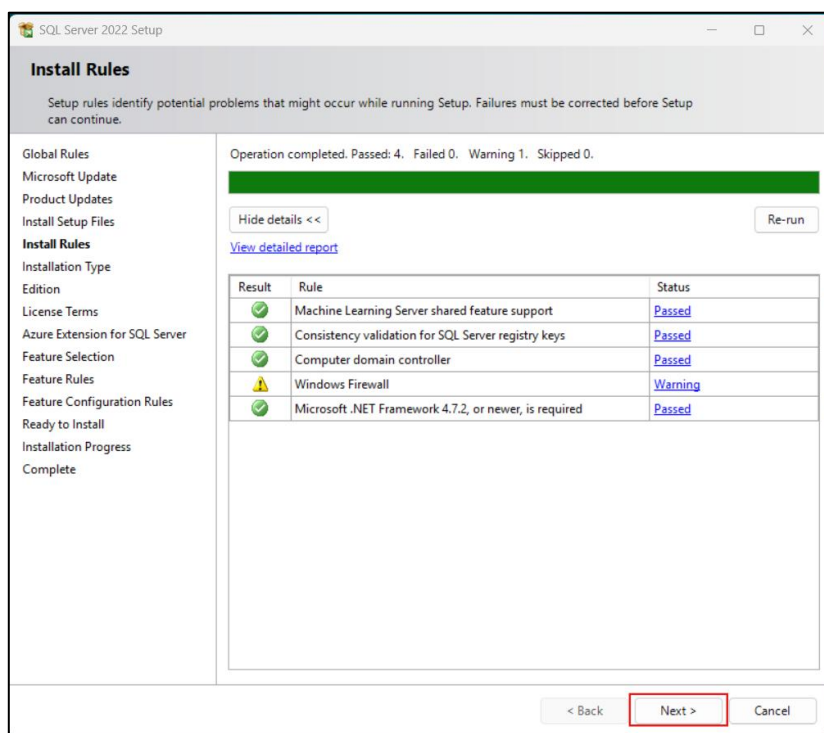 SQL Server 2022 Setup
Install Rules
Setup rules identify potential problems that might occur while running Setup. Failures must be corrected before Setup
can continue.
Global Rules
Microsoft Update
Product Updates
Install Setup Files
Install Rules
Installation Type
Edition
License Terms
Azure Extension for SQL Server
Feature Selection
Feature Rules
Feature Configuration Rules
Ready to Install
Installation Progress
Complete
Operation completed. Passed: 4. Failed 0. Warning 1. Skipped 0.
Hide details << Re-run
View detailed report
Result Rule Status
Machine Learning Server shared feature support Passed
Consistency validation for SQL Server registry keys Passed
Computer domain controller Passed
Windows Firewall Warning
Microsoft .NET Framework 4.7.2, or newer, is required Passed
< Back Next > Cancel